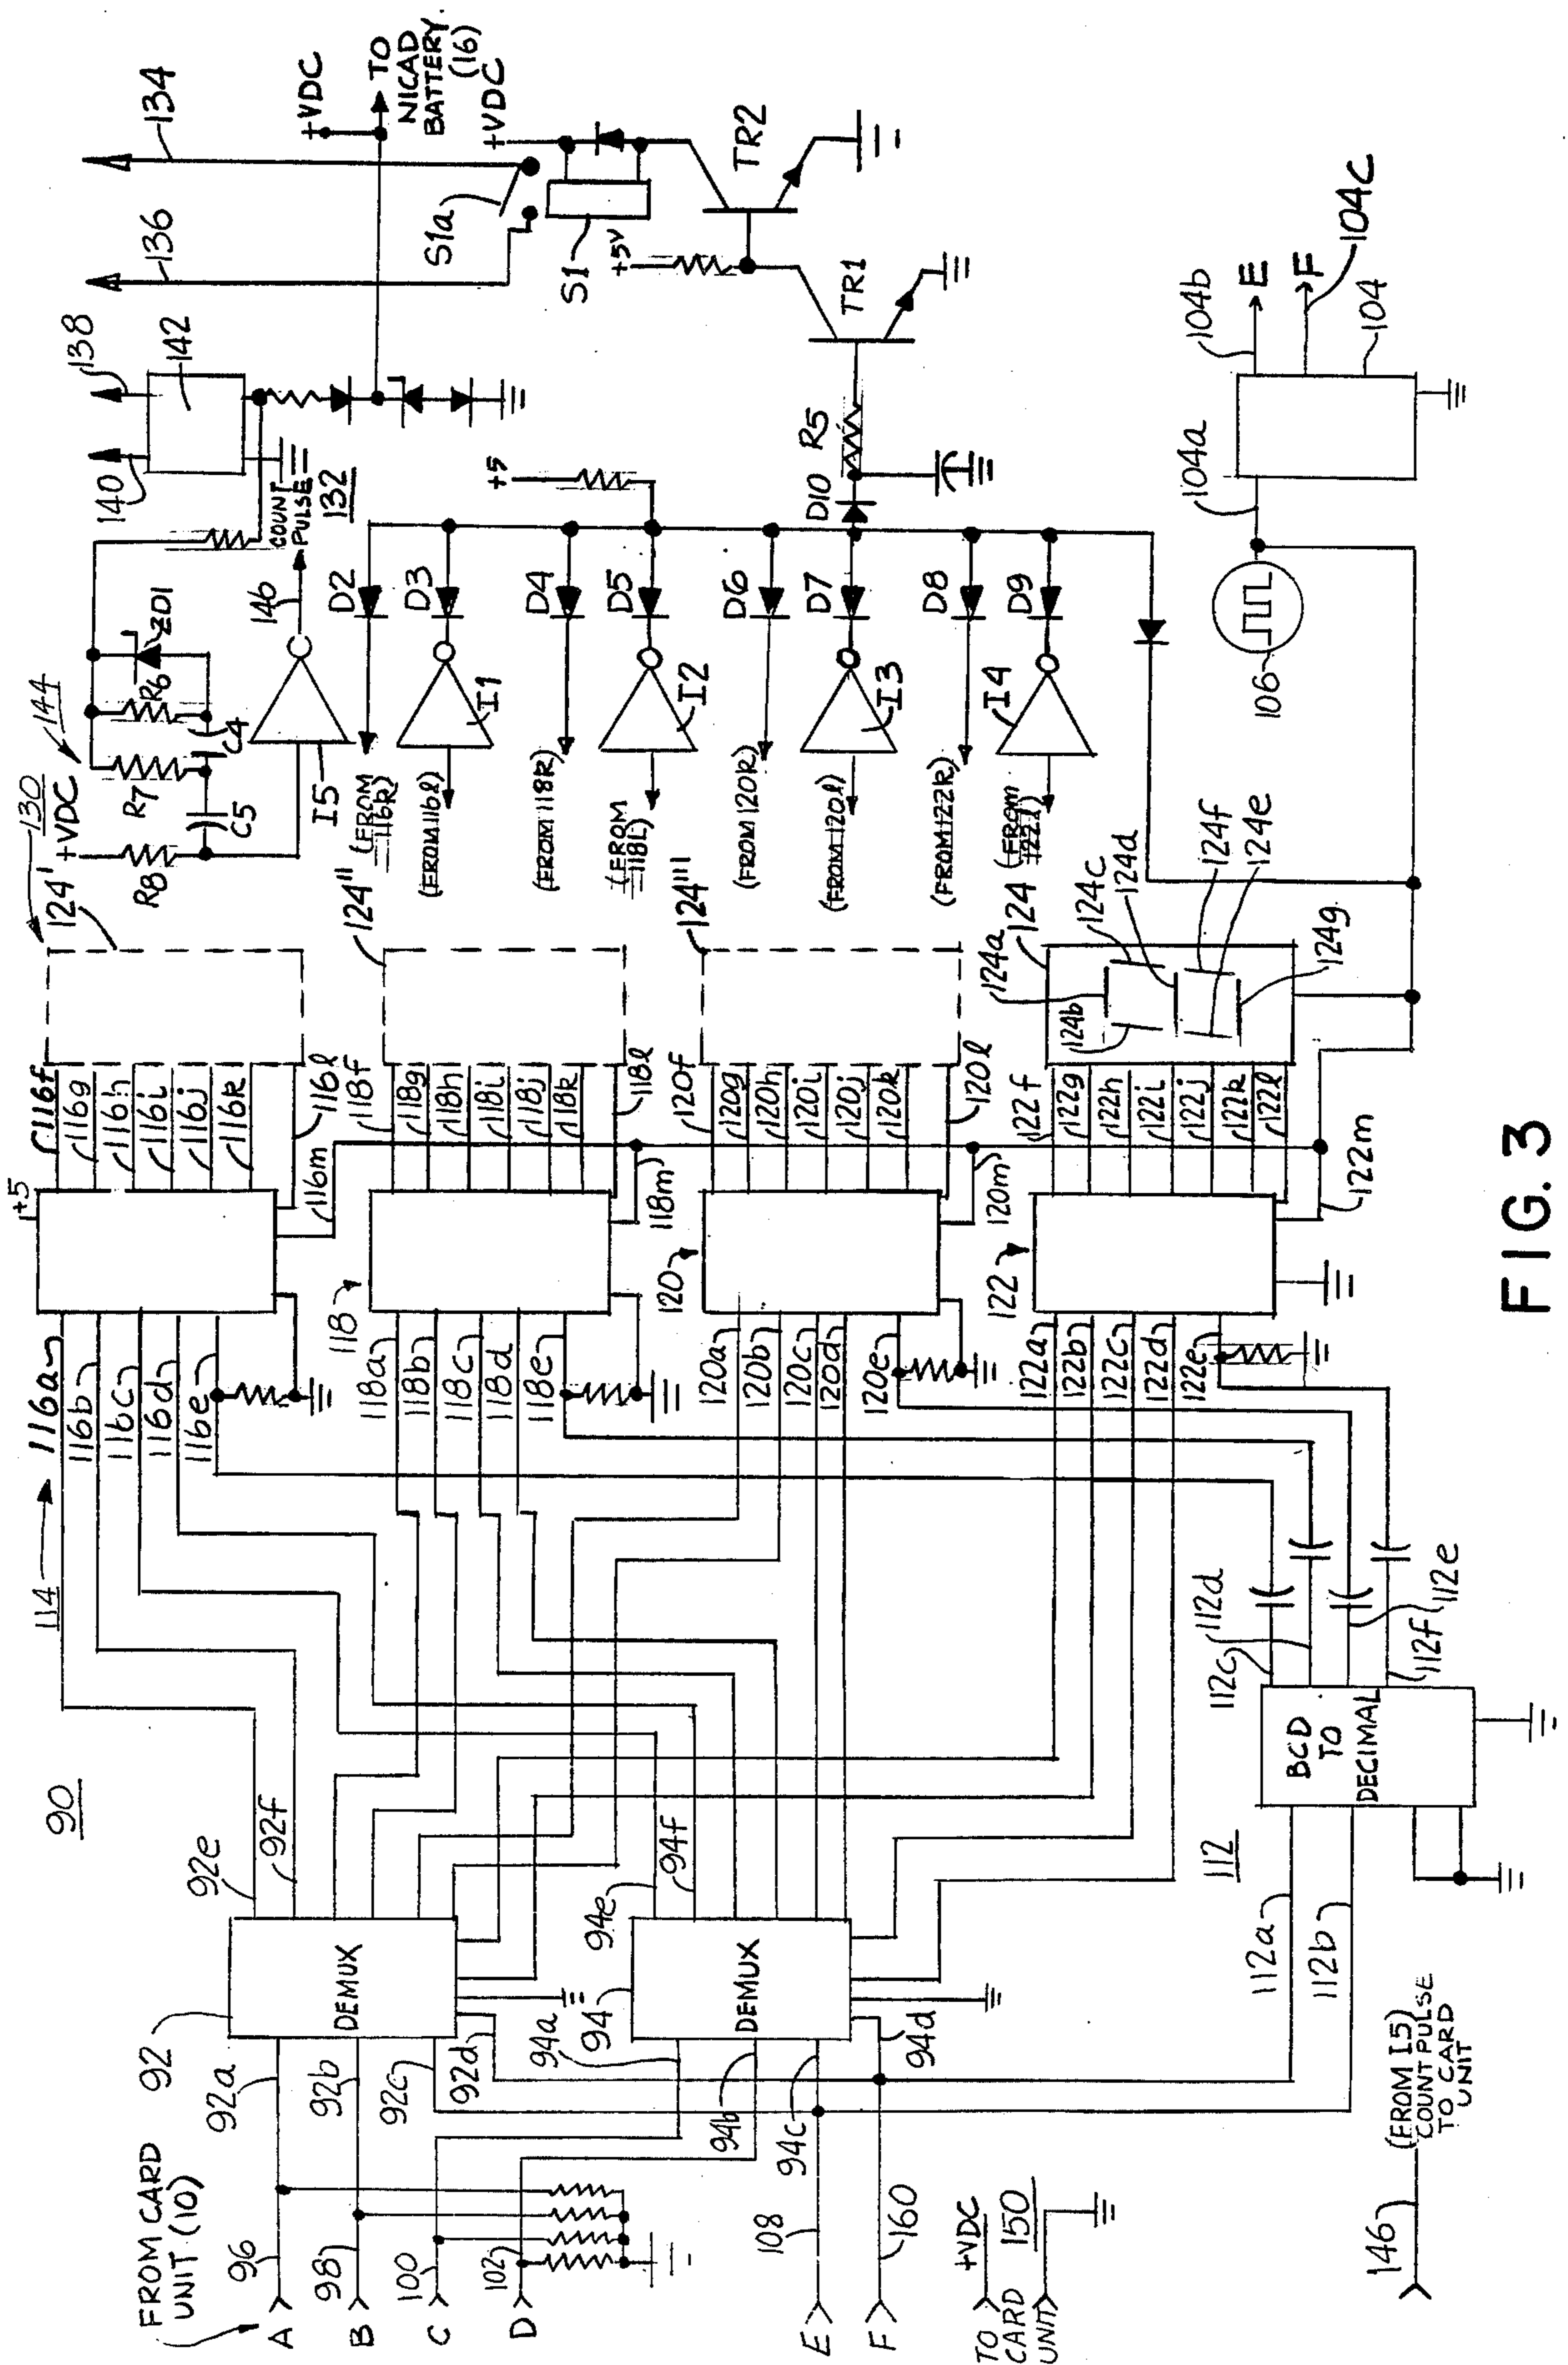 FROM CARD
UNIT (10)
A
B
C
D
E
F
96
98
100
102
108
160
TO
CARD
UNIT
+VDC
150
146
(FROM I5)
COUNT PULSE
TO CARD
UNIT
90
92
92a
92b
92c
92d
92e
92f
DEMUX
94
94a
94b
94c
94d
94e
94f
DEMUX
112
112a
112b
BCD
TO
DECIMAL
112c
112d
112e
112f
114
116a
116b
116c
116d
116e
118
118a
118b
118c
118d
118e
120
120a
120b
120c
120d
120e
122
122a
122b
122c
122d
122e
+5
116f
116g
116h
116i
116j
116k
116l
116m
118f
118g
118h
118i
118j
118k
118l
118m
120f
120g
120h
120i
120j
120k
120l
120m
122f
122g
122h
122i
122j
122k
122l
122m
130
124'
124"
124'''
124
124a
124b
124c
124d
124f
124e
124g
+VDC
144
R8
R7
R6
C5
C4
ZD1
I5
146
COUNT
PULSE
132
(FROM
116k)
D2
(FROM 116l)
I1
D3
(FROM 118k)
D4
(FROM
118l)
I2
D5
(FROM 120k)
D6
(FROM 120l)
I3
D7
(FROM 122k)
D8
(FROM
122l)
I4
D9
+5
D10
R5
TR1
+5V
TR2
S1
S1a
+VDC
140
138
142
136
134
+VDC
TO
NICAD
BATTERY.
(16)
106
104a
104b
E
F
104c
104
FIG. 3